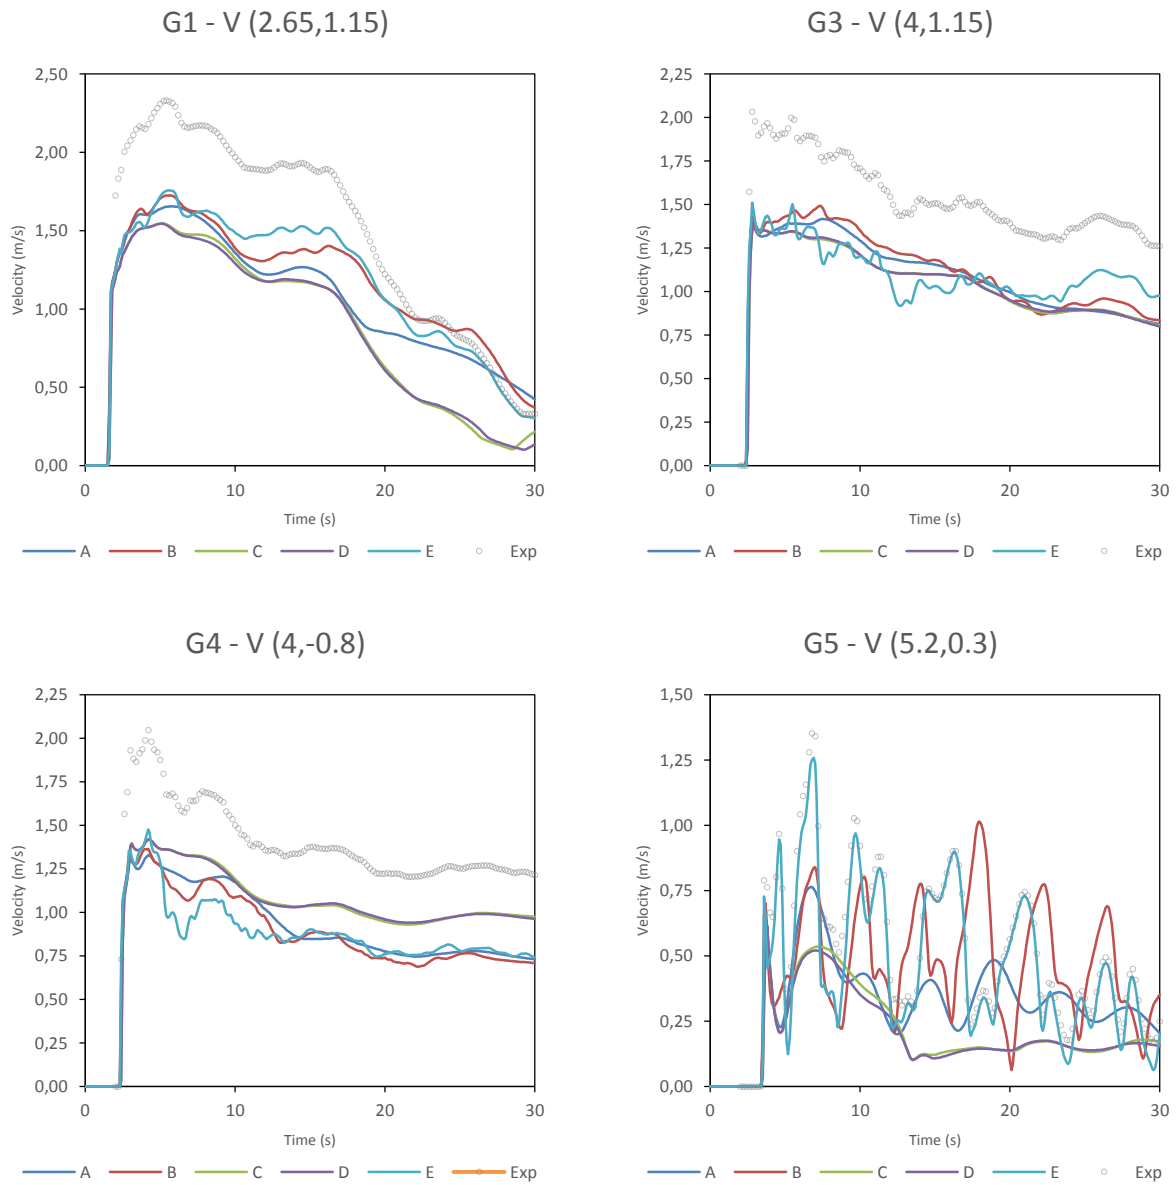 G1 - V (2.65,1.15)
2,50
2,00
1,50
1,00
0,50
0,00
Velocity (m/s)
0 10 20 30
Time (s)
A B C D E Exp
G3 - V (4,1.15)
2,25
2,00
1,75
1,50
1,25
1,00
0,75
0,50
0,25
0,00
Velocity (m/s)
0 10 20 30
Time (s)
A B C D E Exp
G4 - V (4,-0.8)
2,25
2,00
1,75
1,50
1,25
1,00
0,75
0,50
0,25
0,00
Velocity (m/s)
0 10 20 30
Time (s)
A B C D E Exp
G5 - V (5.2,0.3)
1,50
1,25
1,00
0,75
0,50
0,25
0,00
Velocity (m/s)
0 10 20 30
Time (s)
A B C D E Exp